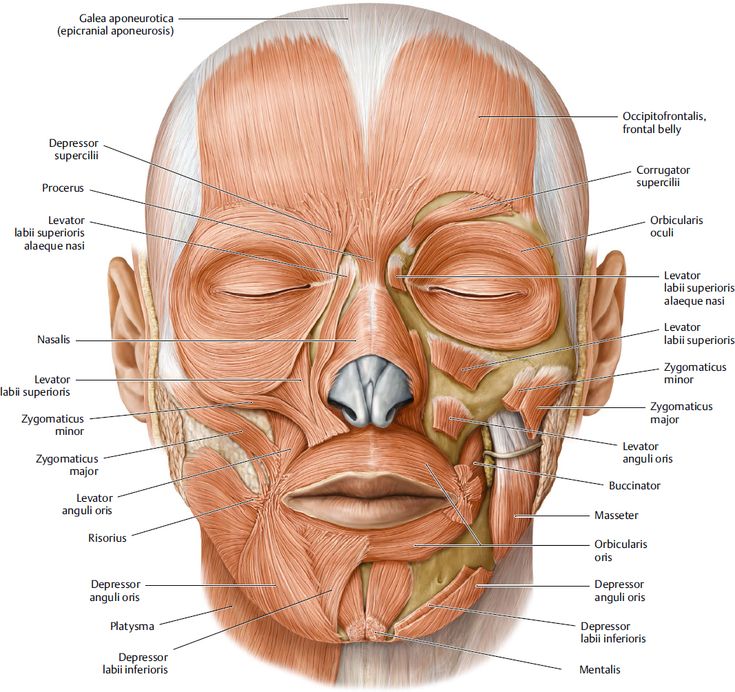 Galea aponeurotica
(epicranial aponeurosis)
Depressor
supercilii
Procerus
Levator
labii superioris
alaeque nasi
Nasalis
Levator
labii superioris
Zygomaticus
minor
Zygomaticus
major
Levator
anguli oris
Risorius
Depressor
anguli oris
Platysma
Depressor
labii inferioris
Occipitofrontalis,
frontal belly
Corrugator
supercilii
Orbicularis
oculi
Levator
labii superioris
alaeque nasi
Levator
labii superioris
Zygomaticus
minor
Zygomaticus
major
Levator
anguli oris
Buccinator
Masseter
Orbicularis
oris
Depressor
anguli oris
Depressor
labii inferioris
Mentalis